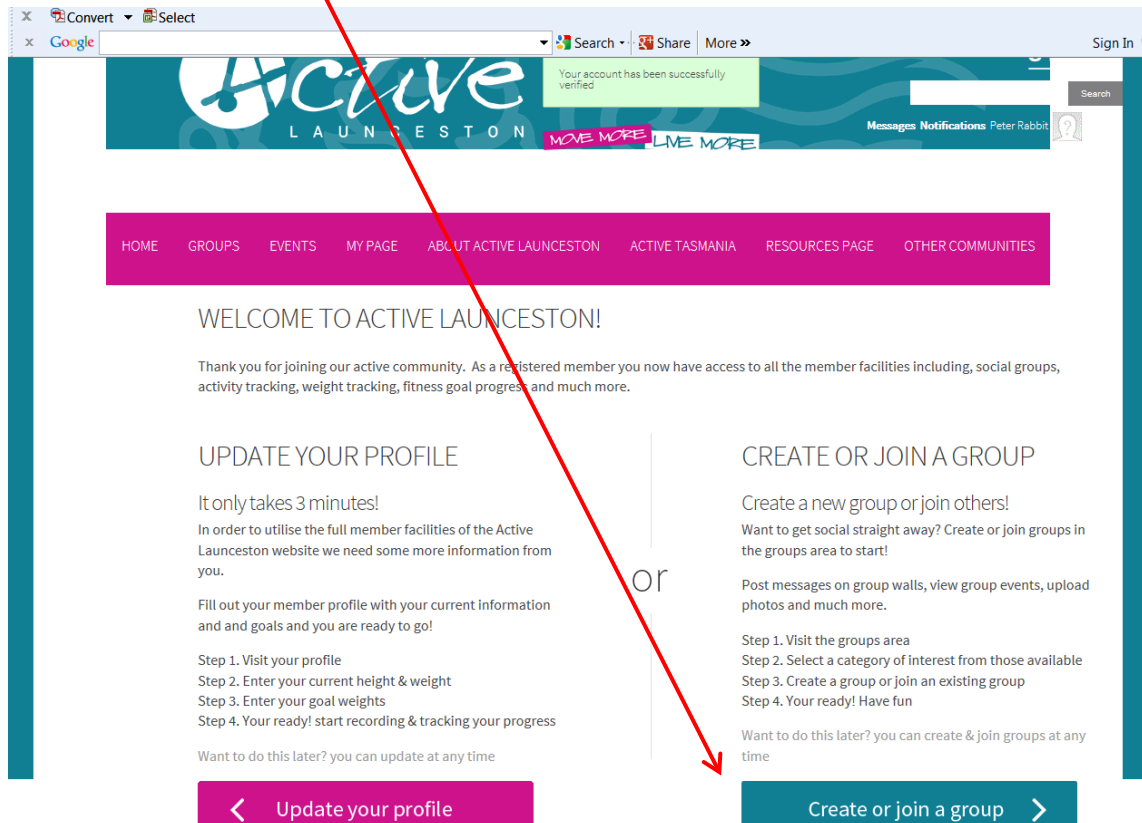 x Convert Select
x Google Search Share More » Sign In
Active
LAUNCESTON
MOVE MORE LIVE MORE
Your account has been successfully
verified
Search
Messages Notifications Peter Rabbit
HOME GROUPS EVENTS MY PAGE ABOUT ACTIVE LAUNCESTON ACTIVE TASMANIA RESOURCES PAGE OTHER COMMUNITIES
WELCOME TO ACTIVE LAUNCESTON!
Thank you for joining our active community. As a registered member you now have access to all the member facilities including, social groups,
activity tracking, weight tracking, fitness goal progress and much more.
UPDATE YOUR PROFILE
It only takes 3 minutes!
In order to utilise the full member facilities of the Active
Launceston website we need some more information from
you.
Fill out your member profile with your current information
and and goals and you are ready to go!
Step 1. Visit your profile
Step 2. Enter your current height & weight
Step 3. Enter your goal weights
Step 4. Your ready! start recording & tracking your progress
Want to do this later? you can update at any time
Update your profile
or
CREATE OR JOIN A GROUP
Create a new group or join others!
Want to get social straight away? Create or join groups in
the groups area to start!
Post messages on group walls, view group events, upload
photos and much more.
Step 1. Visit the groups area
Step 2. Select a category of interest from those available
Step 3. Create a group or join an existing group
Step 4. Your ready! Have fun
Want to do this later? you can create & join groups at any
time
Create or join a group